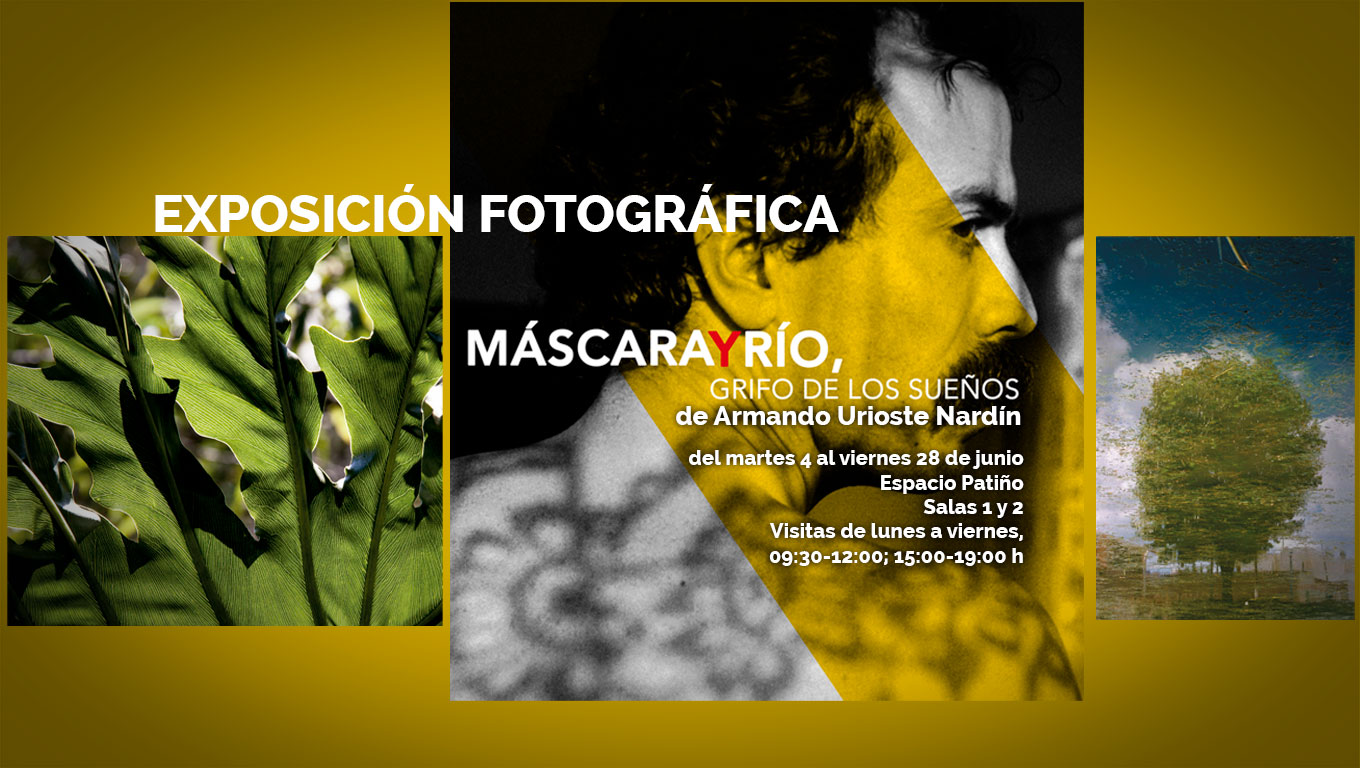 EXPOSICIÓN FOTOGRÁFICA
MÁSCARAYRÍO,
GRIFO DE LOS SUEÑOS
de Armando Urioste Nardín
del martes 4 al viernes 28 de junio
Espacio Patiño
Salas 1 y 2
Visitas de lunes a viernes,
09:30-12:00; 15:00-19:00 h